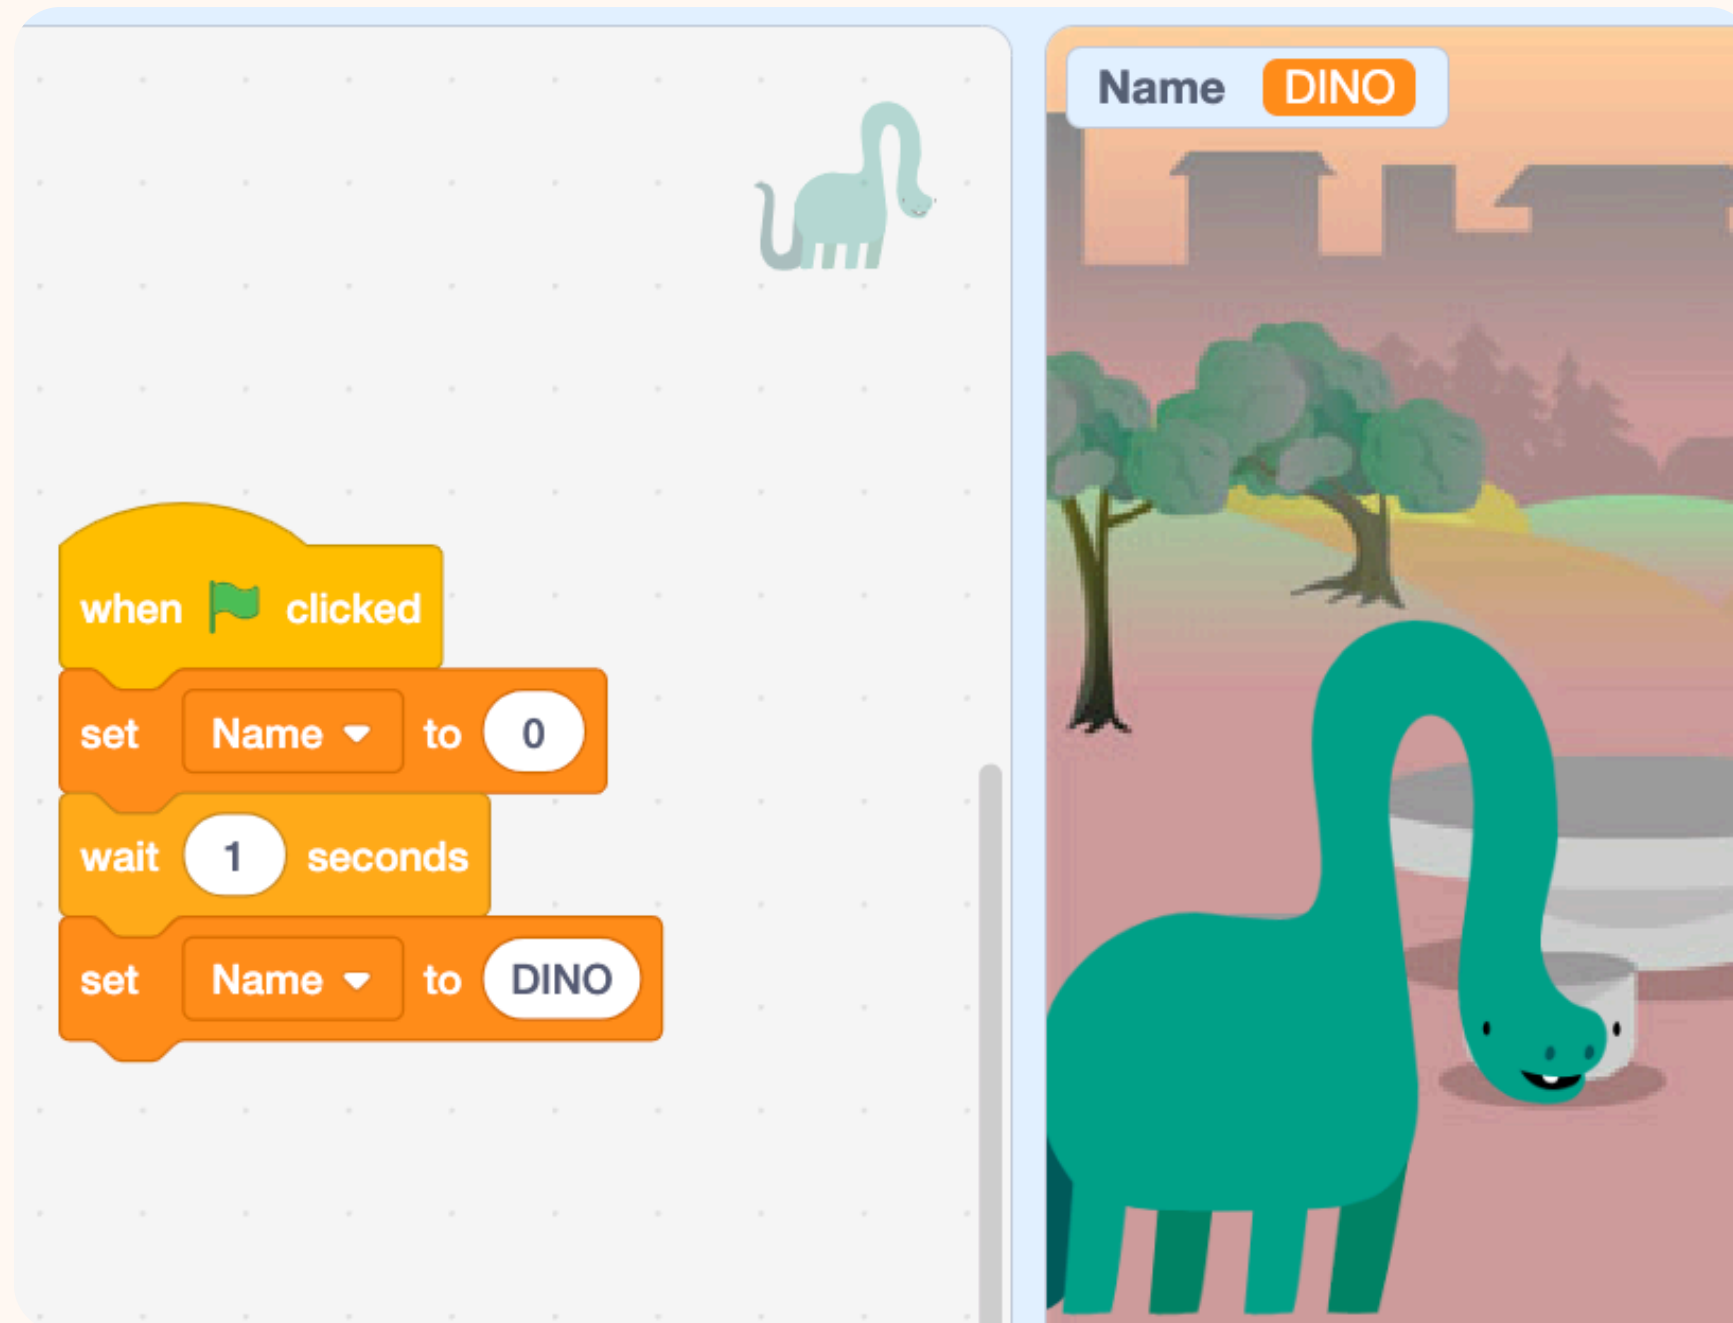 Name DINO
when clicked
set Name to 0
wait 1 seconds
set Name to DINO